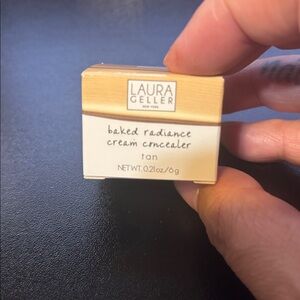 LAURA
GELLER
NEW YORK
baked radiance
cream concealer
tan
NET WT. 0.21oz/6g